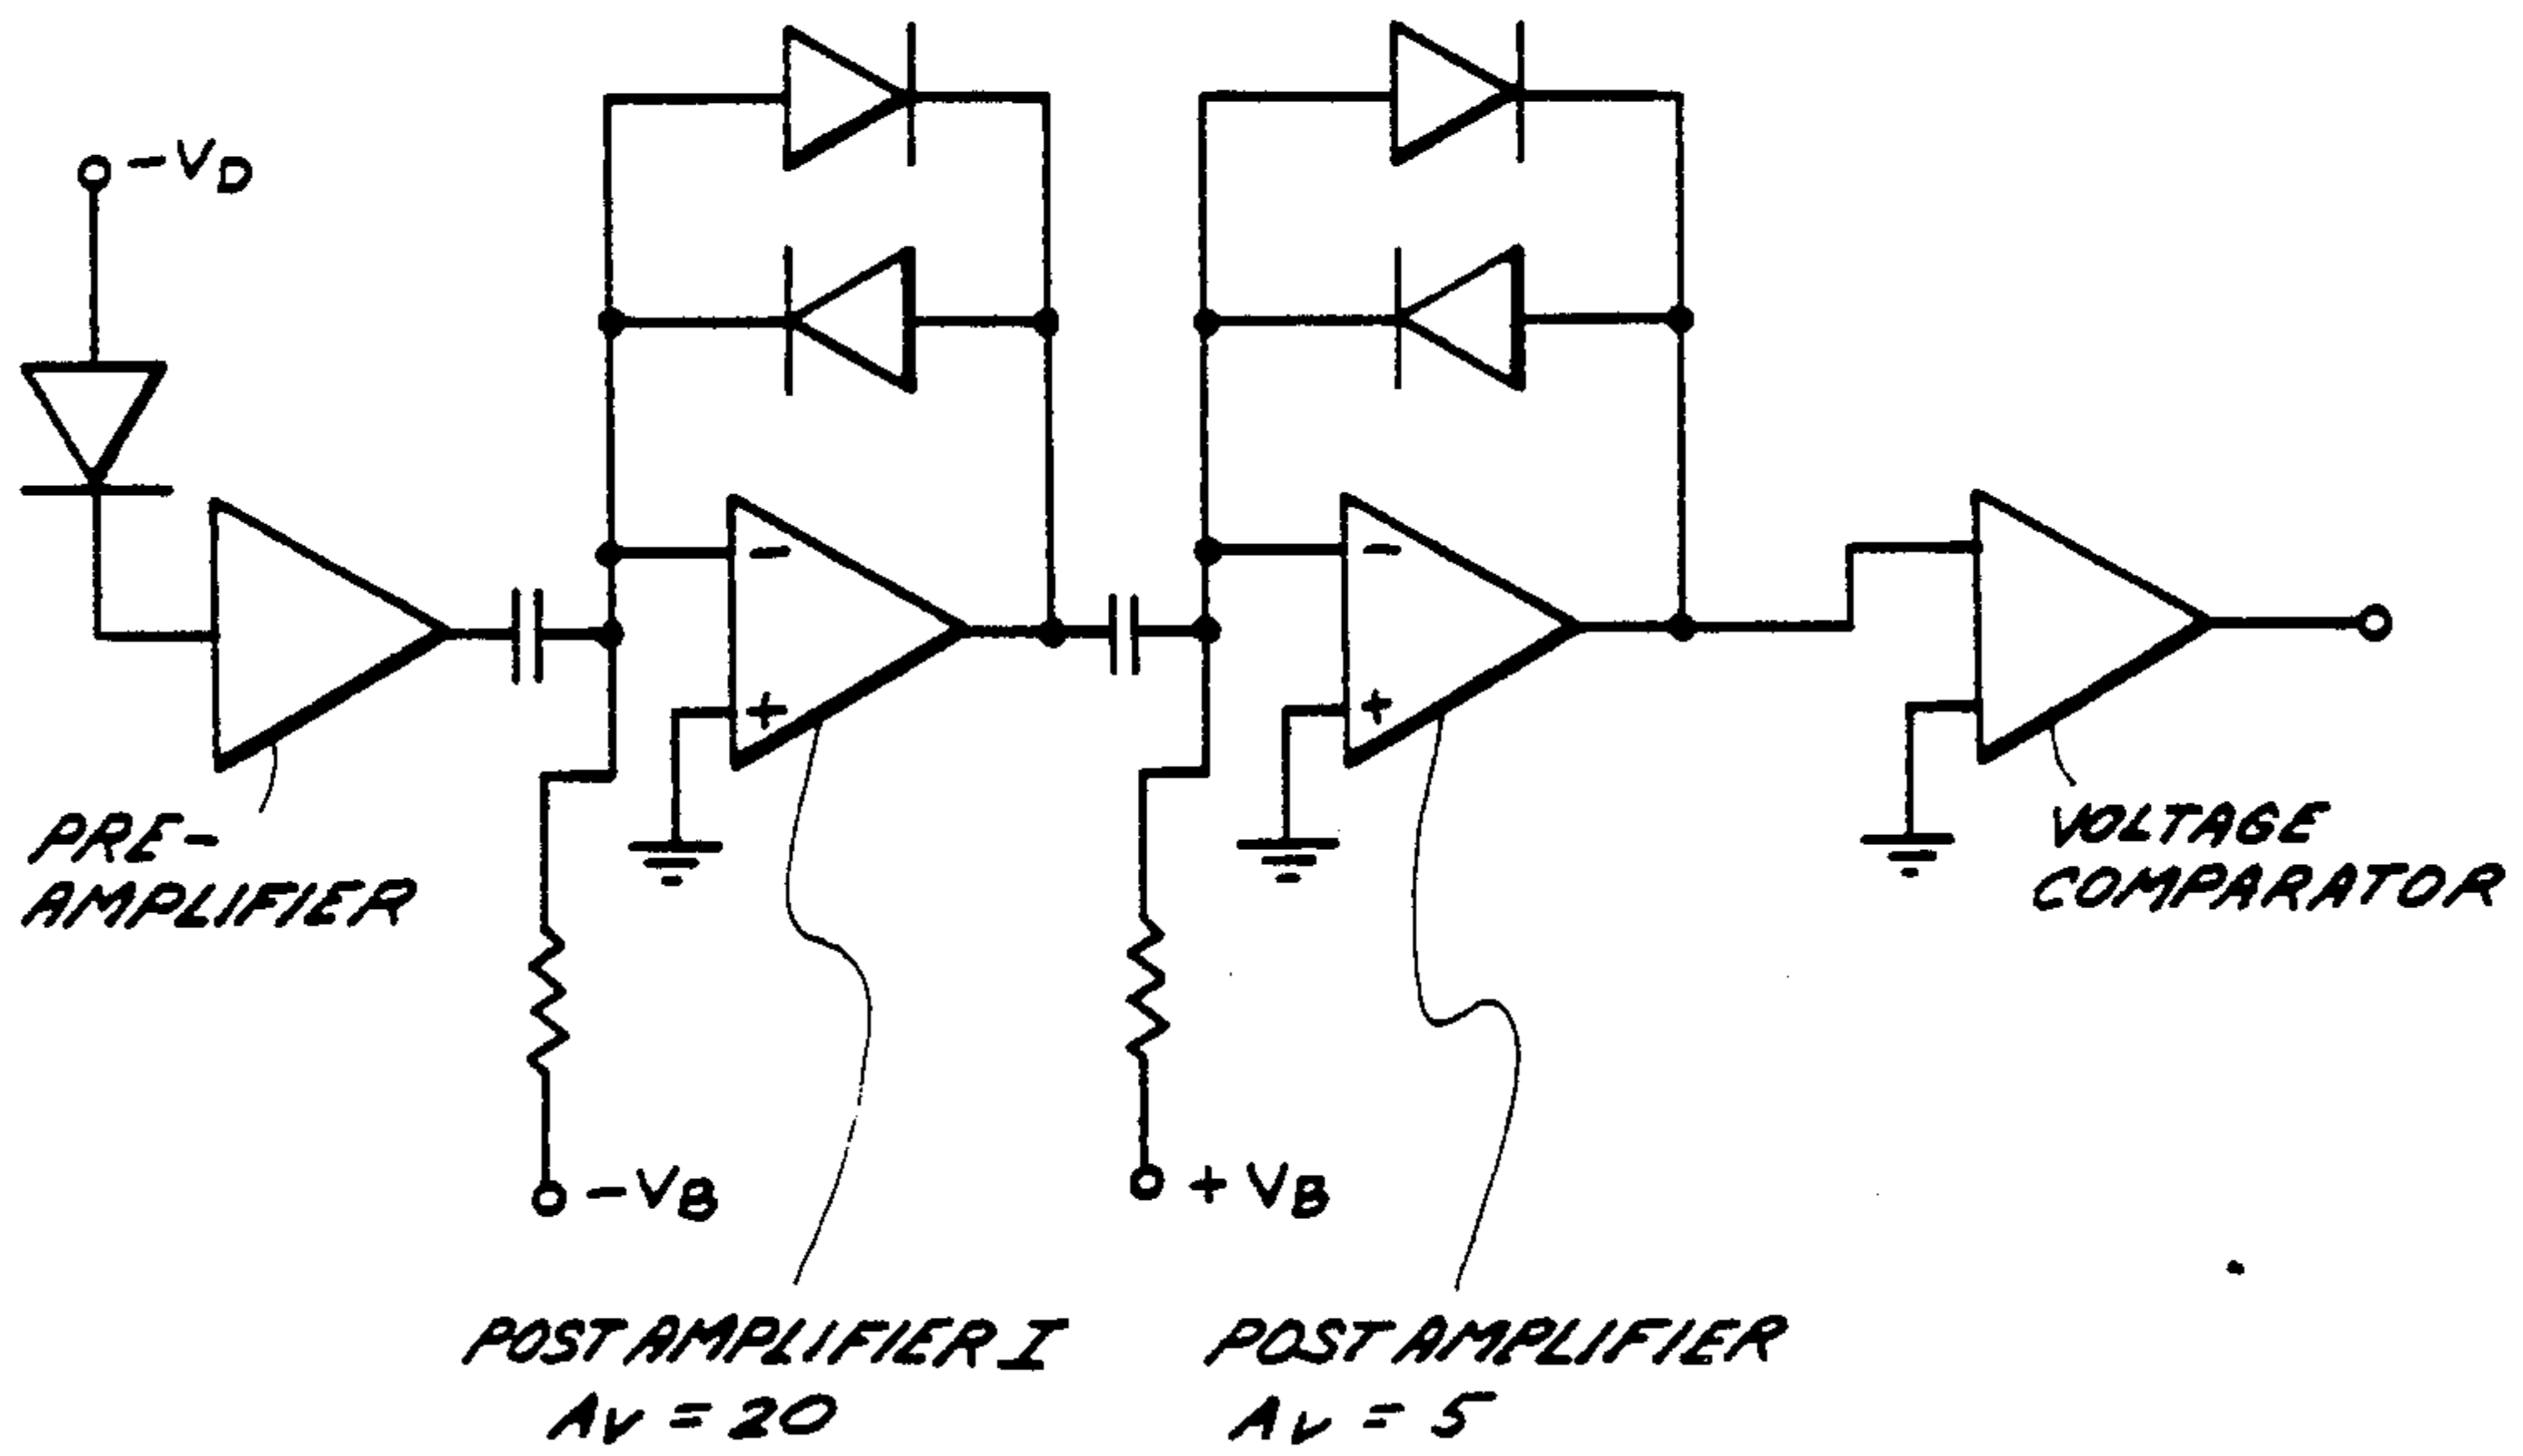 -VD
-
+
-
+
PRE-
AMPLIFIER
VOLTAGE
COMPARATOR
-VB
+VB
POST AMPLIFIER I
AV = 20
POST AMPLIFIER
AV = 5